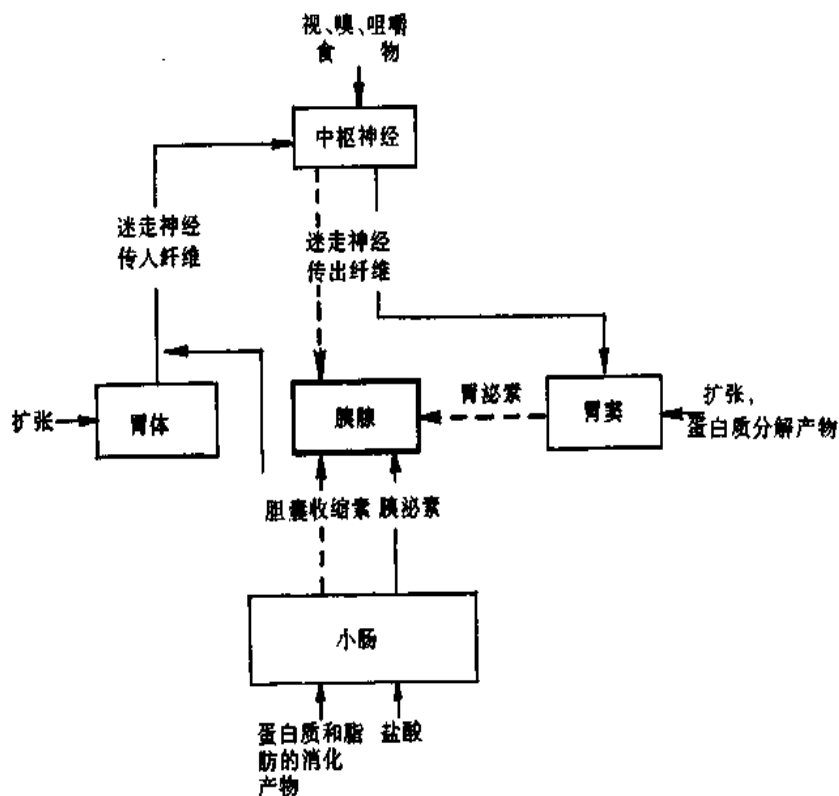 视、嗅、咀嚼
食 物
中枢神经
迷走神经
传人纤维
迷走神经
传出纤维
扩张
胃体
胰腺
胃泌素
胃窦
扩张，
蛋白质分解产物
胆囊收缩素
胰泌素
小肠
蛋白质和脂
肪的消化
产物
盐酸